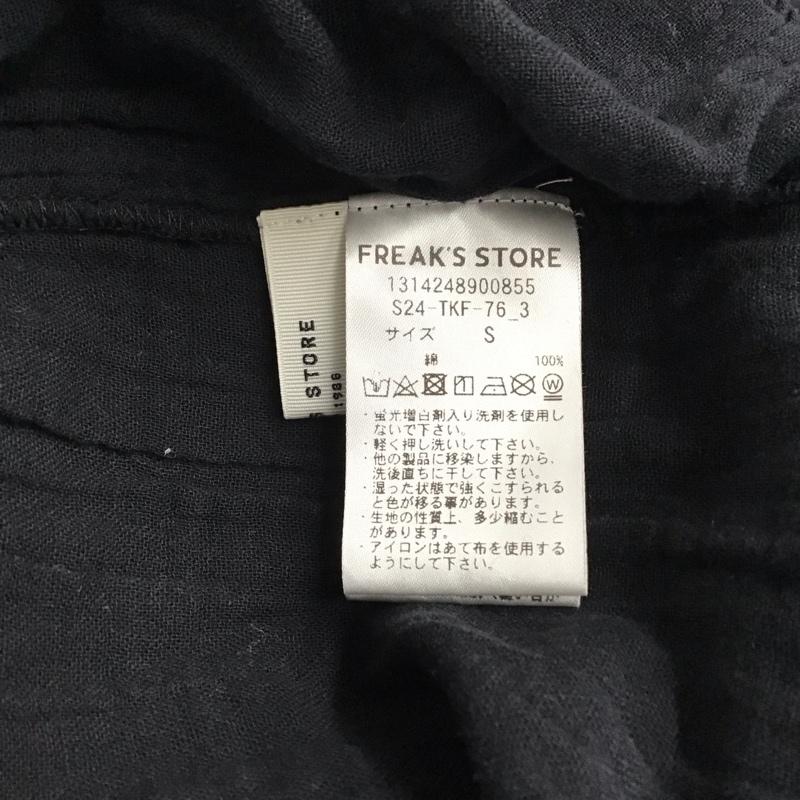 FREAK'S STORE
1314248900855
S24-TKF-76_3
サイズ S
綿 100%
W
・蛍光増白剤入り洗剤を使用し
ないで下さい。
・軽く押し洗いして下さい。
・他の製品に移染しますから、
洗後直ちに干して下さい。
・湿った状態で強くこすられる
と色が移る事があります。
・生地の性質上、多少縮むこと
があります。
・アイロンはあて布を使用する
ようにして下さい。
STORE
1986